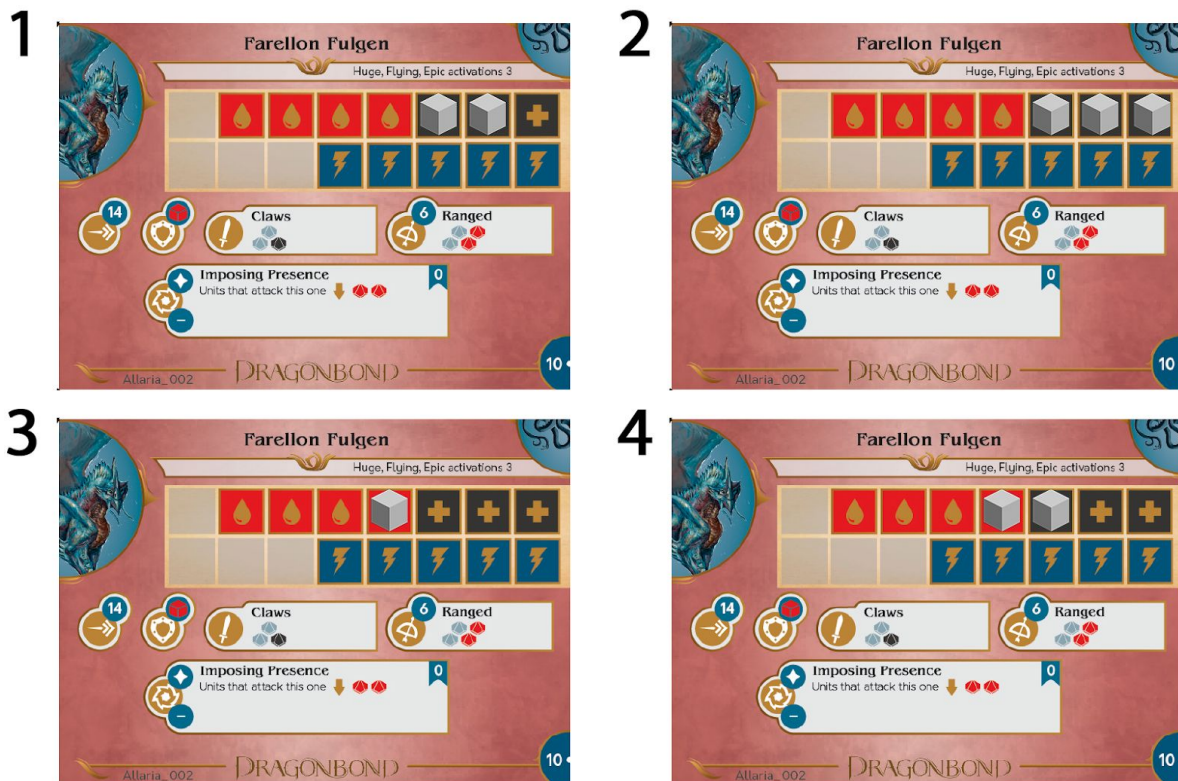 1
Farellon Fulgen
Huge, Flying, Epic activations 3
14
Claws
6 Ranged
Imposing Presence
0
Units that attack this one
10
Allaria_002
DRAGONBOND
2
Farellon Fulgen
Huge, Flying, Epic activations 3
14
Claws
6 Ranged
Imposing Presence
0
Units that attack this one
10
Allaria_002
DRAGONBOND
3
Farellon Fulgen
Huge, Flying, Epic activations 3
14
Claws
6 Ranged
Imposing Presence
0
Units that attack this one
10
Allaria_002
DRAGONBOND
4
Farellon Fulgen
Huge, Flying, Epic activations 3
14
Claws
6 Ranged
Imposing Presence
0
Units that attack this one
10
Allaria_002
DRAGONBOND